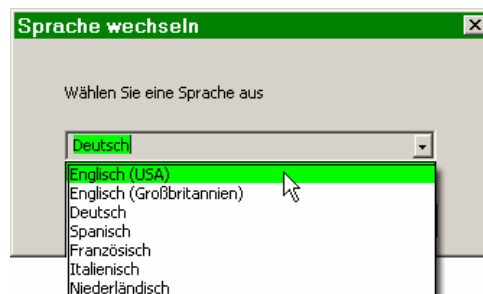 Sprache wechseln
Wählen Sie eine Sprache aus
Deutsch
Englisch (USA)
Englisch (Großbritannien)
Deutsch
Spanisch
Französisch
Italienisch
Niederländisch